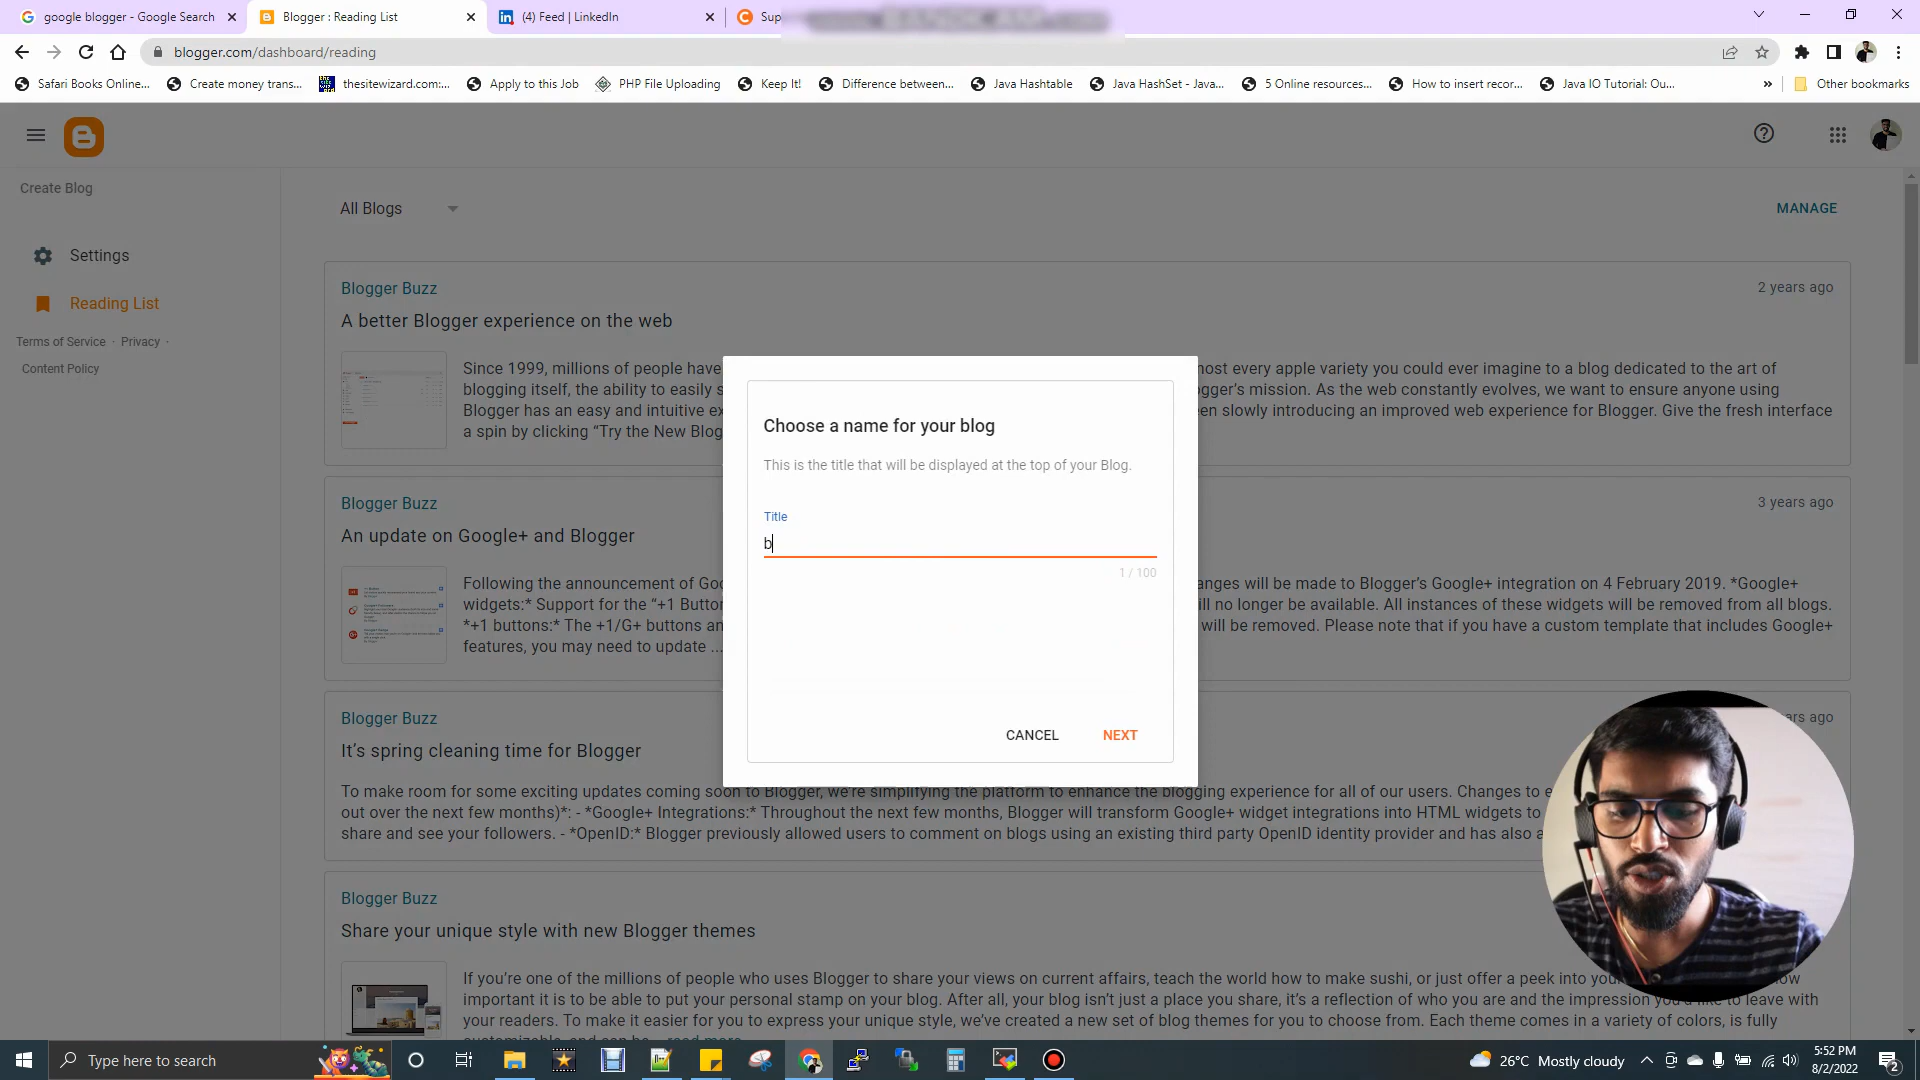 google blogger - Google Search
Blogger : Reading List
(4) Feed | LinkedIn
blogger.com/dashboard/reading
Safari Books Online...
Create money trans...
thesitewizard.com:...
Apply to this Job
PHP File Uploading
Keep It!
Difference between...
Java Hashtable
Java HashSet - Java...
5 Online resources...
How to insert recor...
Java IO Tutorial: Ou...
»
Other bookmarks
Create Blog
All Blogs
MANAGE
Settings
Reading List
Terms of Service · Privacy ·
Content Policy
Blogger Buzz
2 years ago
A better Blogger experience on the web
Since 1999, millions of people have
most every apple variety you could ever imagine to a blog dedicated to the art of
blogging itself, the ability to easily s
gger's mission. As the web constantly evolves, we want to ensure anyone using
Blogger has an easy and intuitive ex
en slowly introducing an improved web experience for Blogger. Give the fresh interface
a spin by clicking “Try the New Blog
Blogger Buzz
3 years ago
An update on Google+ and Blogger
Following the announcement of Goo
anges will be made to Blogger's Google+ integration on 4 February 2019. *Google+
widgets:* Support for the “+1 Button
ill no longer be available. All instances of these widgets will be removed from all blogs.
*+1 buttons:* The +1/G+ buttons an
will be removed. Please note that if you have a custom template that includes Google+
features, you may need to update ...
Choose a name for your blog
This is the title that will be displayed at the top of your Blog.
Title
b
1 / 100
CANCEL
NEXT
Blogger Buzz
ars ago
It's spring cleaning time for Blogger
To make room for some exciting updates coming soon to Blogger, we're simplifying the platform to enhance the blogging experience for all of our users. Changes to e
out over the next few months)*: - *Google+ Integrations:* Throughout the next few months, Blogger will transform Google+ widget integrations into HTML widgets to
share and see your followers. - *OpenID:* Blogger previously allowed users to comment on blogs using an existing third party OpenID identity provider and has also a
Blogger Buzz
Share your unique style with new Blogger themes
If you're one of the millions of people who uses Blogger to share your views on current affairs, teach the world how to make sushi, or just offer a peek into you
how
important it is to be able to put your personal stamp on your blog. After all, your blog isn't just a place you share, it's a reflection of who you are and the impression you'd like to leave with
your readers. To make it easier for you to express your unique style, we've created a new set of blog themes for you to choose from. Each theme comes in a variety of colors, is fully
Type here to search
26°C Mostly cloudy
5:52 PM
8/2/2022
2